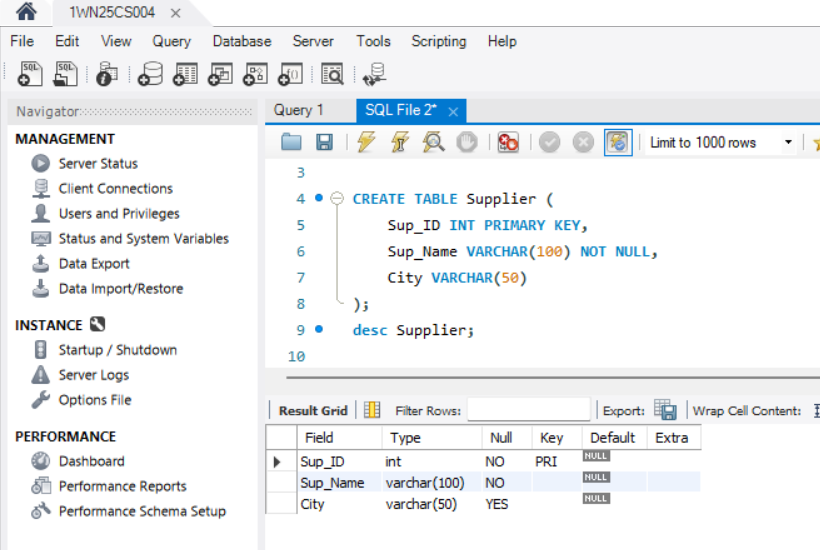 1WN25CS004 ×
File Edit View Query Database Server Tools Scripting Help
Navigator
MANAGEMENT
Server Status
Client Connections
Users and Privileges
Status and System Variables
Data Export
Data Import/Restore
INSTANCE
Startup / Shutdown
Server Logs
Options File
PERFORMANCE
Dashboard
Performance Reports
Performance Schema Setup
Query 1 SQL File 2* ×
Limit to 1000 rows
3
4 CREATE TABLE Supplier (
5 Sup_ID INT PRIMARY KEY,
6 Sup_Name VARCHAR(100) NOT NULL,
7 City VARCHAR(50)
8 );
9 desc Supplier;
10
Result Grid Filter Rows: Export: Wrap Cell Content:
Field Type Null Key Default Extra
Sup_ID int NO PRI NULL
Sup_Name varchar(100) NO NULL
City varchar(50) YES NULL